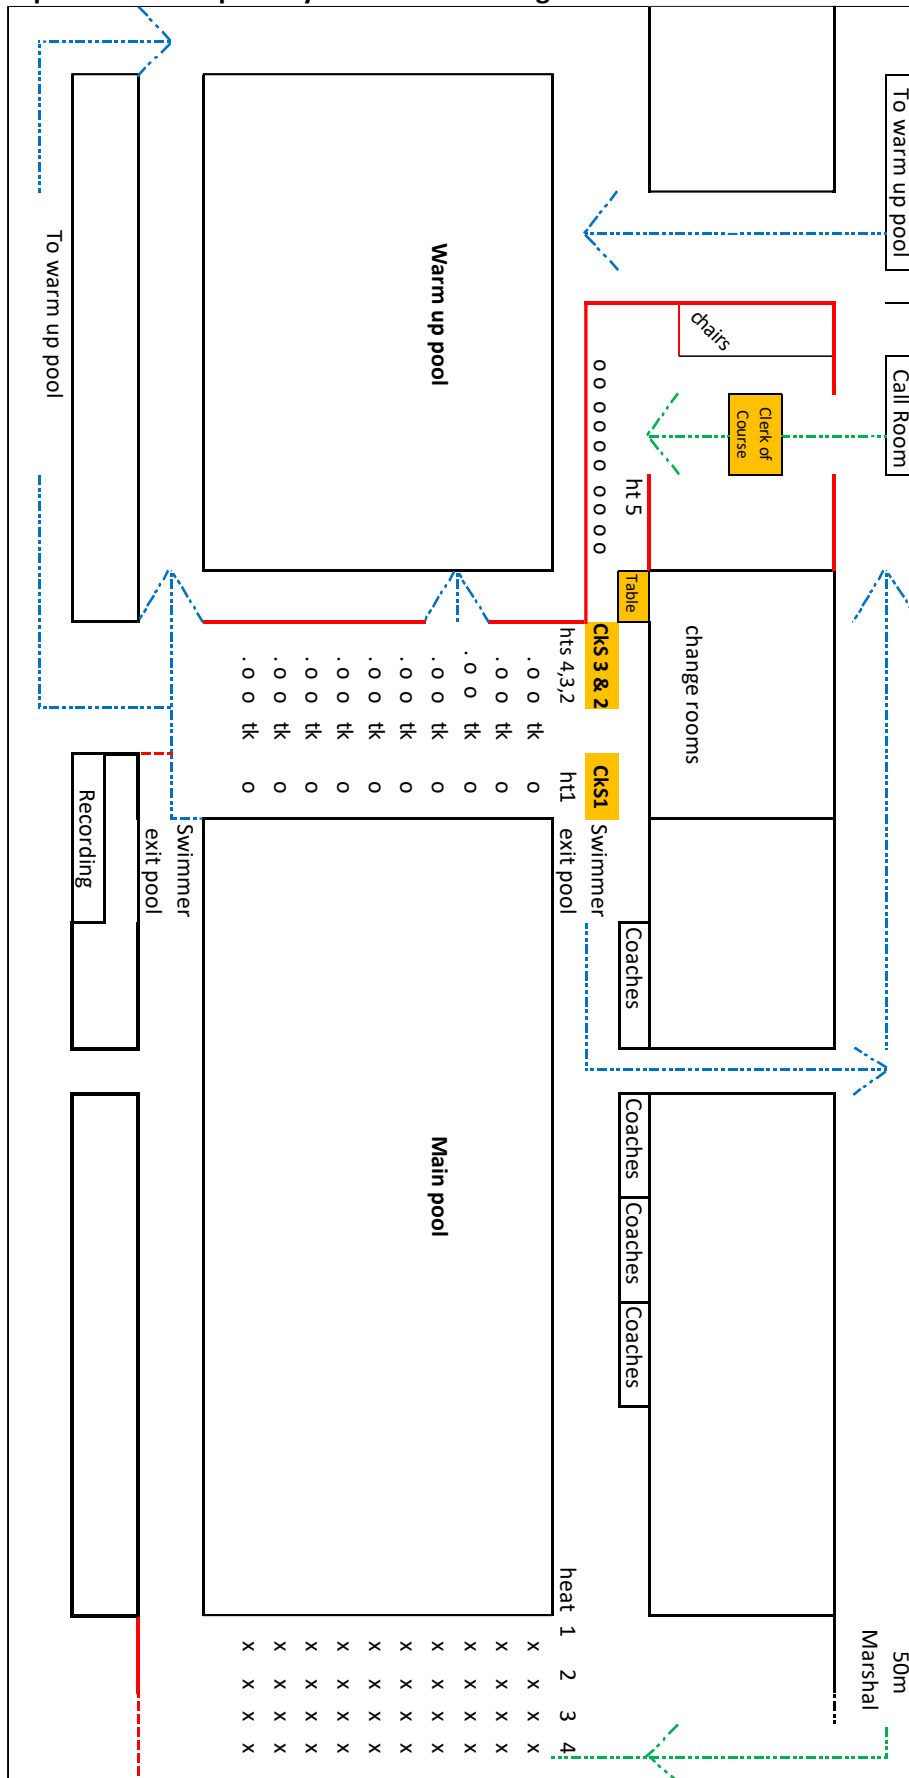 To warm up pool
Call Room
50m
Marshal
chairs
Clerk of
Course
change rooms
ht 5
Table
Coaches
Coaches
Coaches
Coaches
o o o o o o o o o o
CkS 3 & 2
CkS1
Swimmer
exit pool
hts 4,3,2
ht1
heat 1 2 3 4
. o o tk o x x x x
. o o tk o x x x x
. o o tk o x x x x
. o o tk o x x x x
. o o tk o x x x x
. o o tk o x x x x
. o o tk o x x x x
. o o tk o x x x x
. o o tk o x x x x
. o o tk o x x x x
Warm up pool
Main pool
Swimmer
exit pool
Recording
To warm up pool